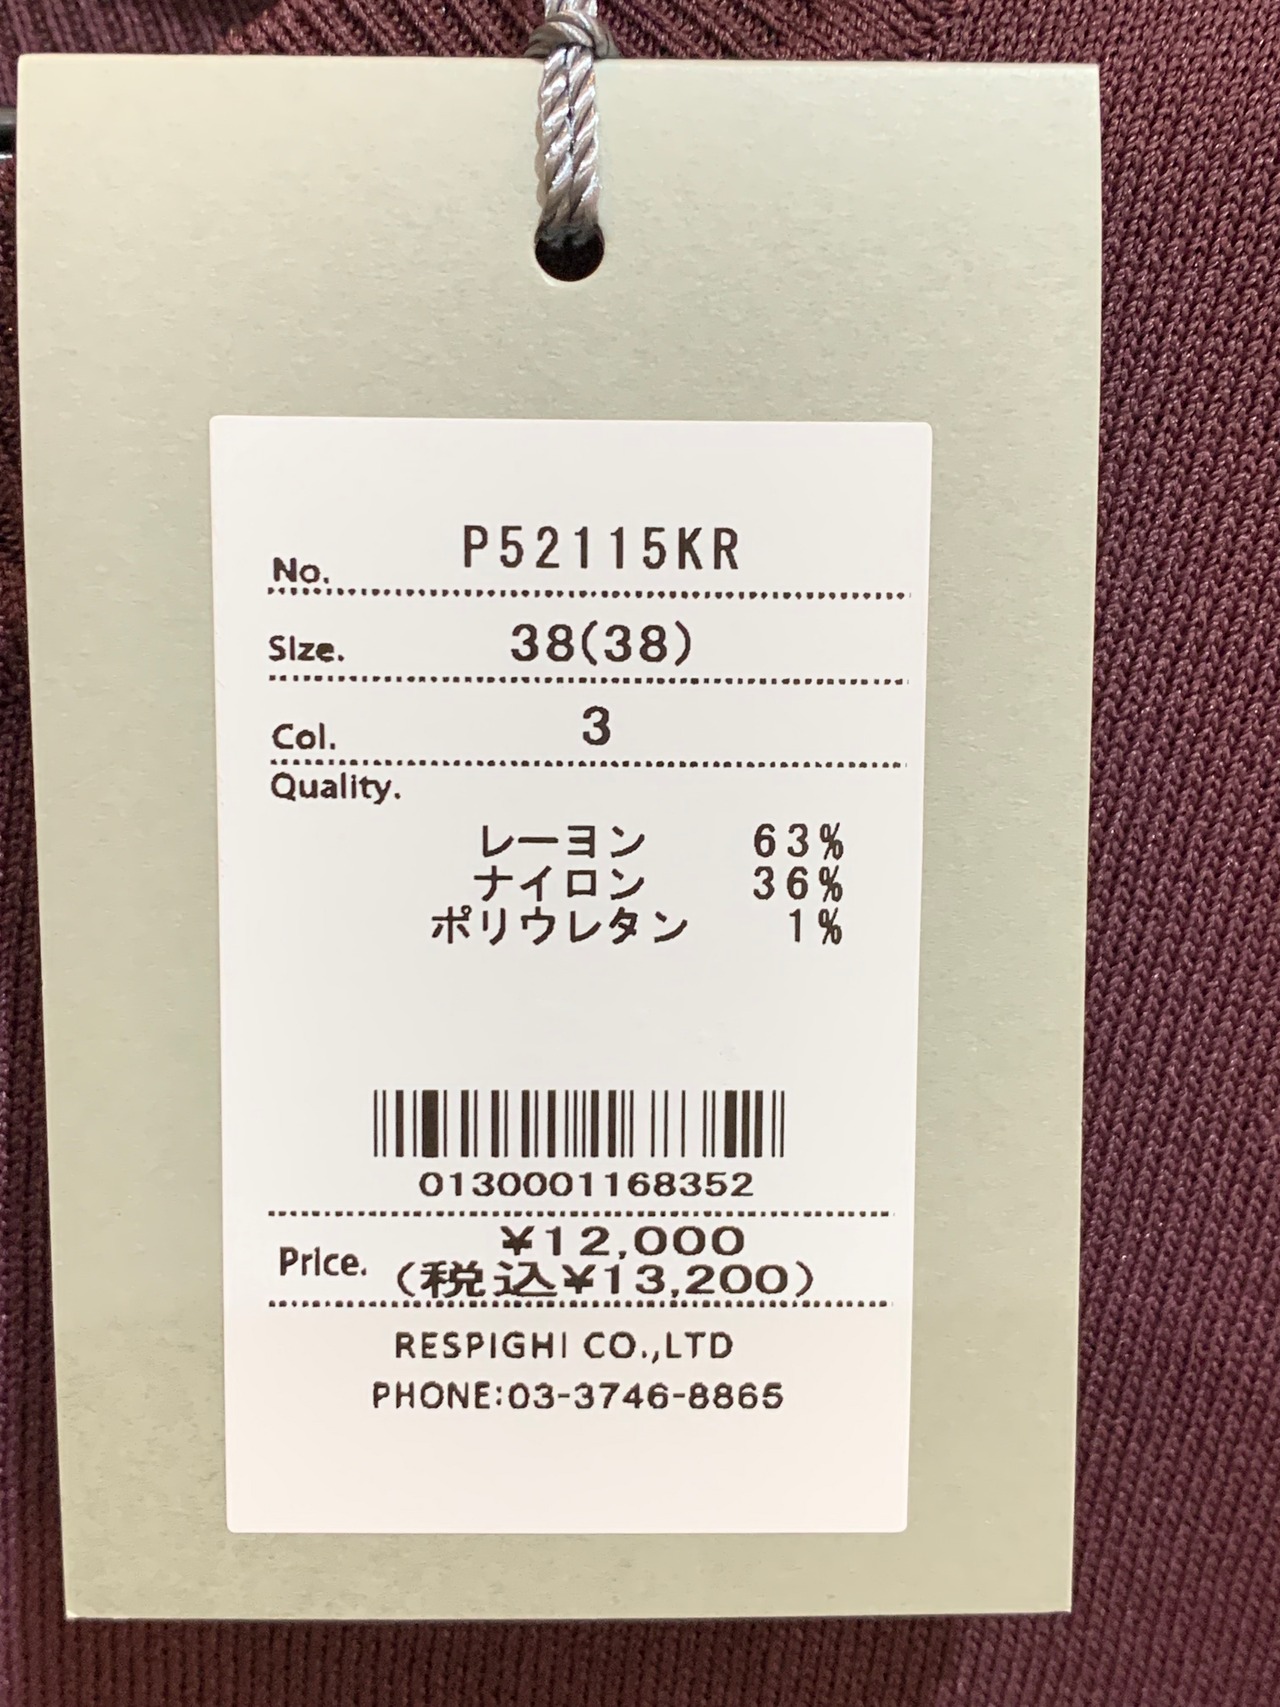 No. P52115KR
Size. 38(38)
Col. 3
Quality.
レーヨン 63%
ナイロン 36%
ポリウレタン 1%
0130001168352
Price. ¥12,000
(税込¥13,200)
RESPIGHI CO.,LTD
PHONE:03-3746-8865